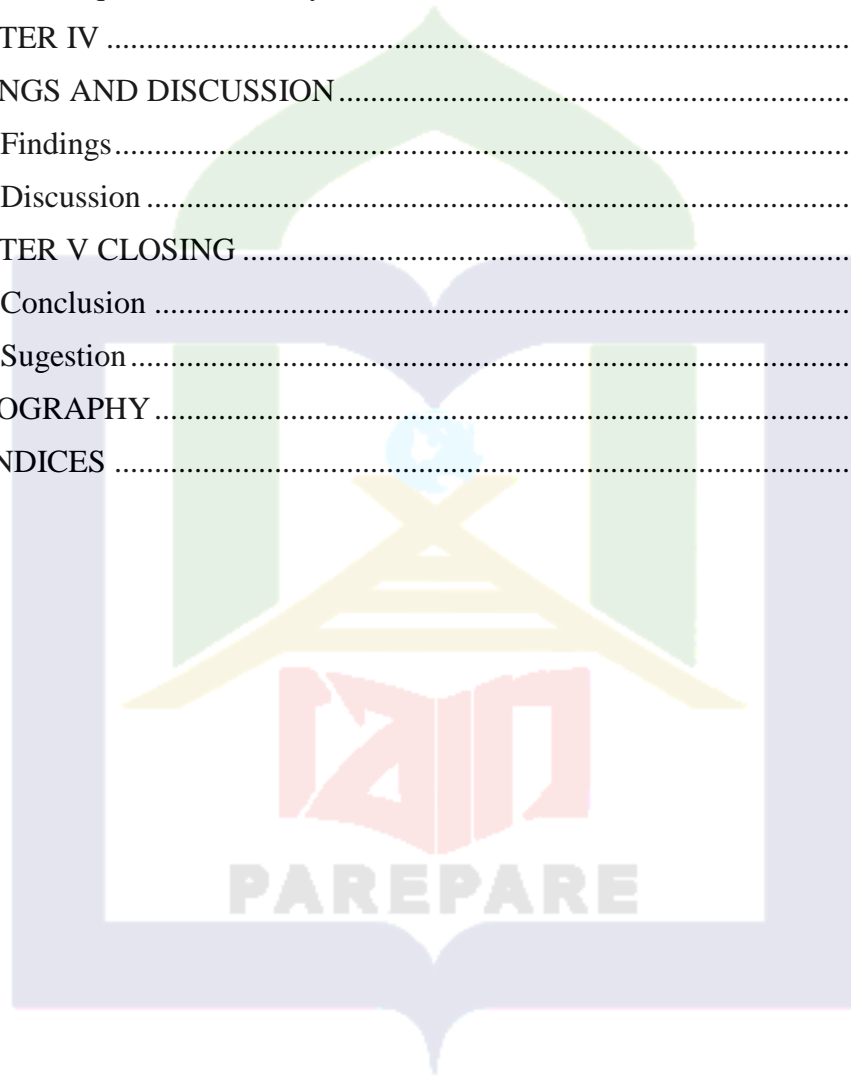 TER IV ....................................................................................................
NGS AND DISCUSSION ....................................................................
Findings ...................................................................................................
Discussion ...............................................................................................
TER V CLOSING .................................................................................
Conclusion .............................................................................................
Sugestion .................................................................................................
OGRAPHY .............................................................................................
NDICES ..................................................................................................
PAREPARE